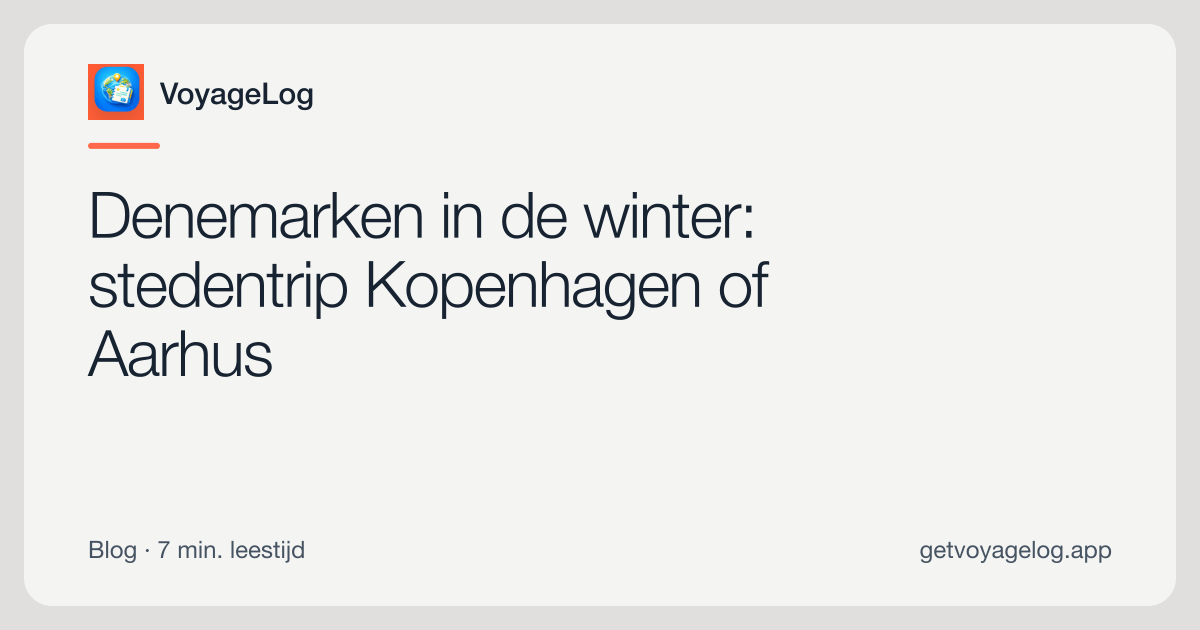 VoyageLog
Denemarken in de winter:
stedentrip Kopenhagen of
Aarhus
Blog · 7 min. leestijd
getvoyagelog.app